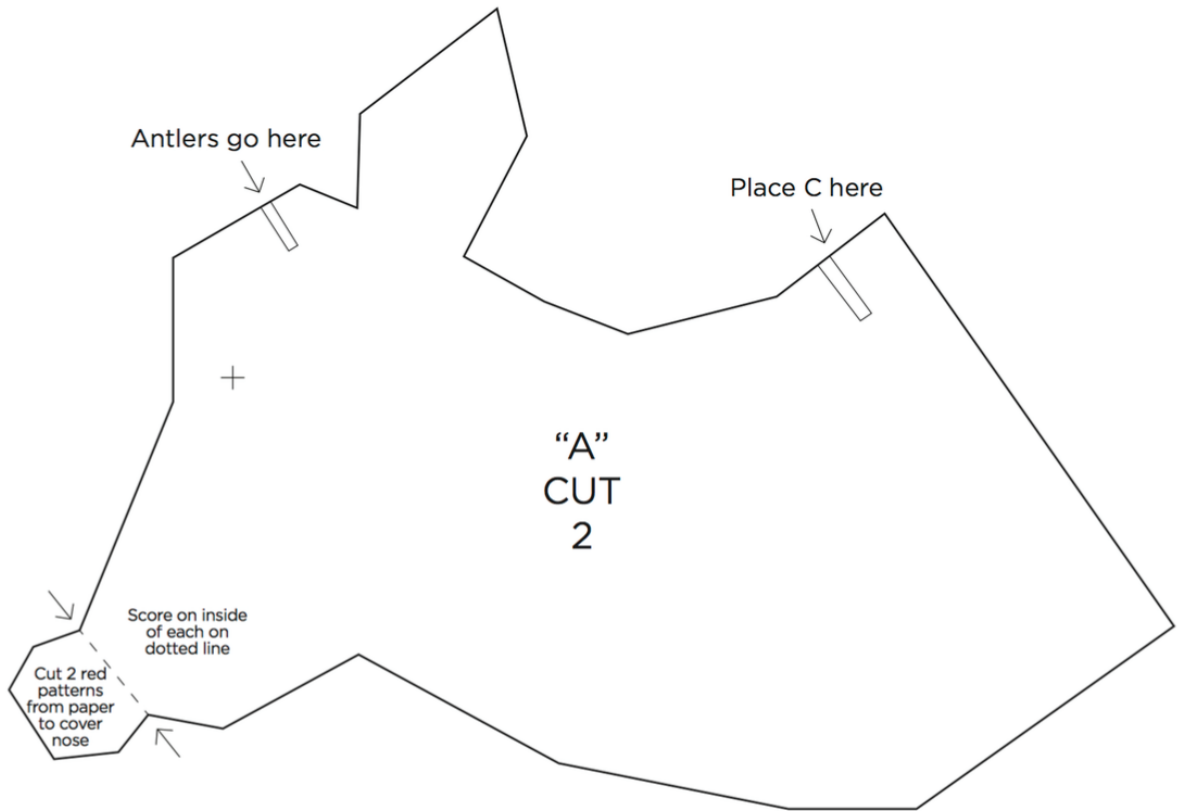 Antlers go here
Place C here
“A”
CUT
2
Score on inside
of each on
dotted line
Cut 2 red
patterns
from paper
to cover
nose